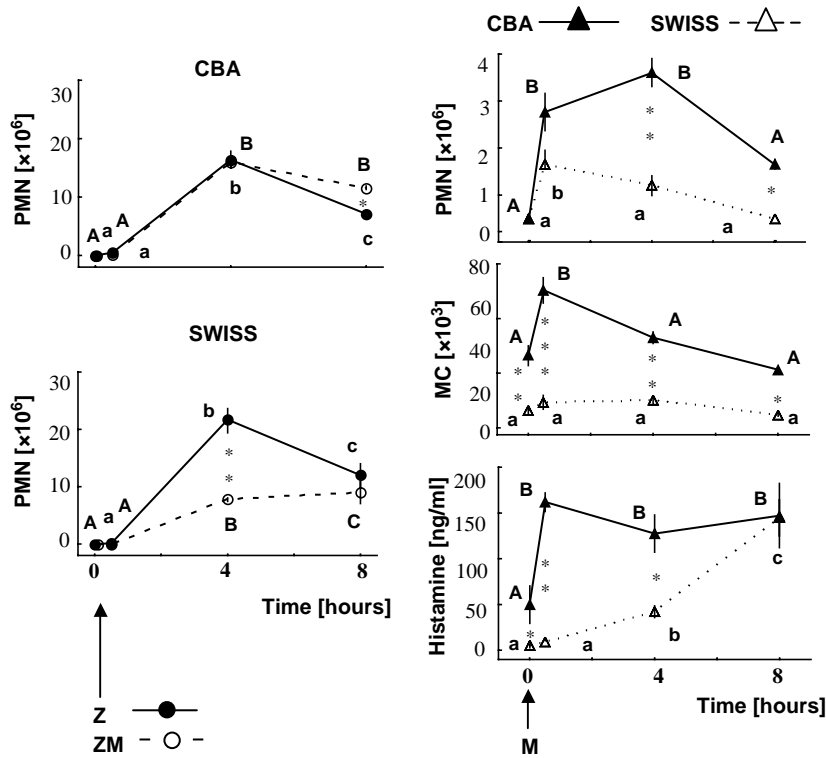 CBA SWISS
CBA
30
20
10
0
PMN [×10⁶]
A a A
a
B
b
B
*
c
SWISS
30
20
10
0
PMN [×10⁶]
A a A
b
*
*
B
c
C
0 4 8
Time [hours]
Z
ZM
4
3
2
1
0
PMN [×10⁶]
A
a
B
b
B
*
*
a
A
*
a
80
60
40
20
0
MC [×10³]
A
*
*
a
B
*
*
*
*
a
A
*
*
a
A
*
a
200
150
100
50
0
Histamine [ng/ml]
A
*
a
B
*
*
a
B
*
b
B
c
0 4 8
Time [hours]
M